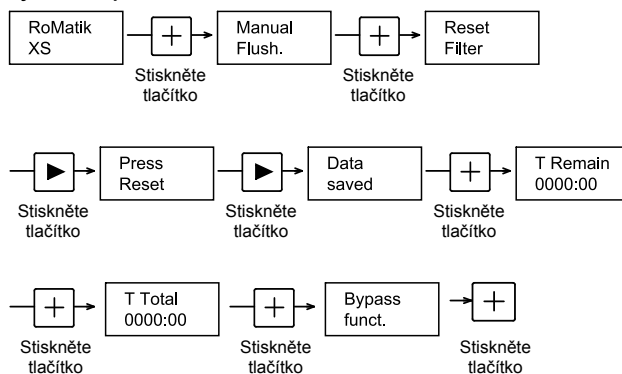 RoMatik
XS
Stiskněte
tlačítko
Manual
Flush.
Stiskněte
tlačítko
Reset
Filter
Stiskněte
tlačítko
Press
Reset
Stiskněte
tlačítko
Data
saved
Stiskněte
tlačítko
T Remain
0000:00
Stiskněte
tlačítko
T Total
0000:00
Stiskněte
tlačítko
Bypass
funct.
Stiskněte
tlačítko